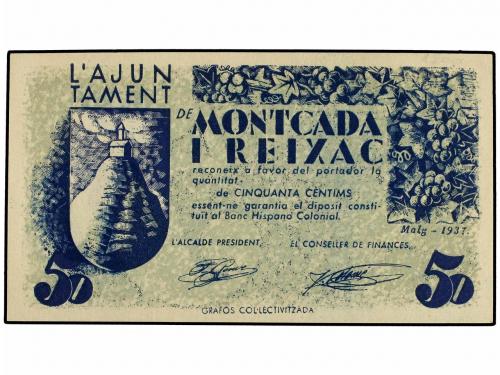 L'AJUN
TAMENT
DE
MONTCADA
I REIXAC
reconeix a favor del portador la
quantitat
de CINQUANTA CÈNTIMS
essent-ne garantia el diposit consti-
tuït al Banc Hispano Colonial.
Maig - 1937.
L'ALCALDE PRESIDENT,
EL CONSELLER DE FINANCES,
50
50
GRAFOS COL·LECTIVITZADA